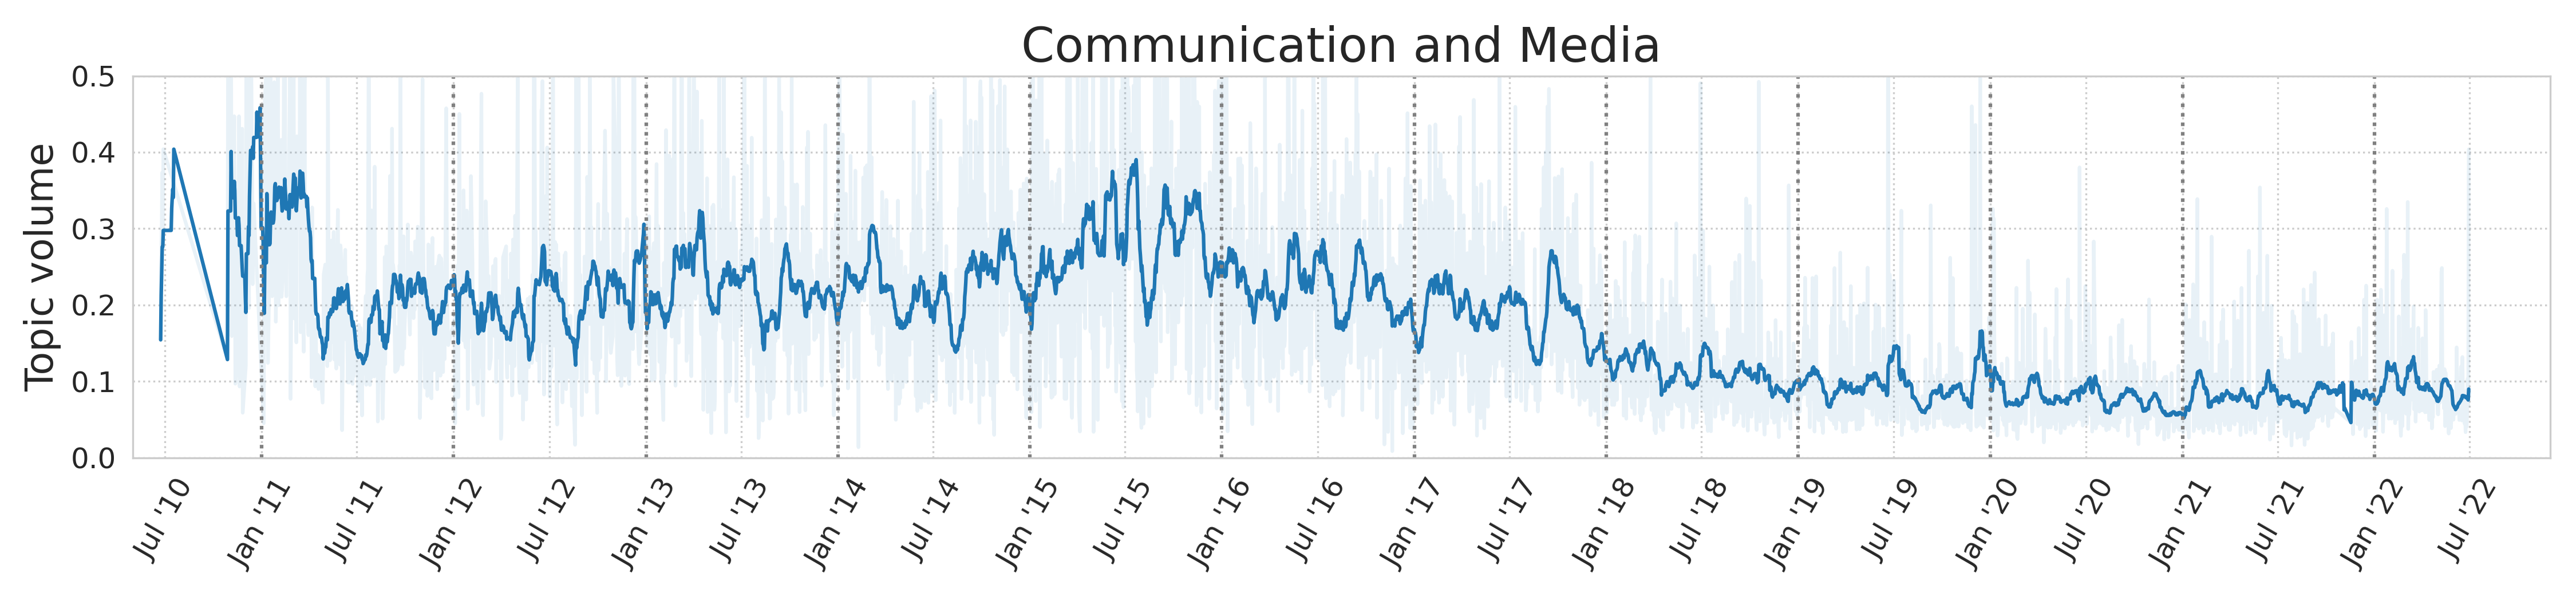 Communication and Media
Topic volume
0.5
0.4
0.3
0.2
0.1
0.0
Jul '10
Jan '11
Jul '11
Jan '12
Jul '12
Jan '13
Jul '13
Jan '14
Jul '14
Jan '15
Jul '15
Jan '16
Jul '16
Jan '17
Jul '17
Jan '18
Jul '18
Jan '19
Jul '19
Jan '20
Jul '20
Jan '21
Jul '21
Jan '22
Jul '22